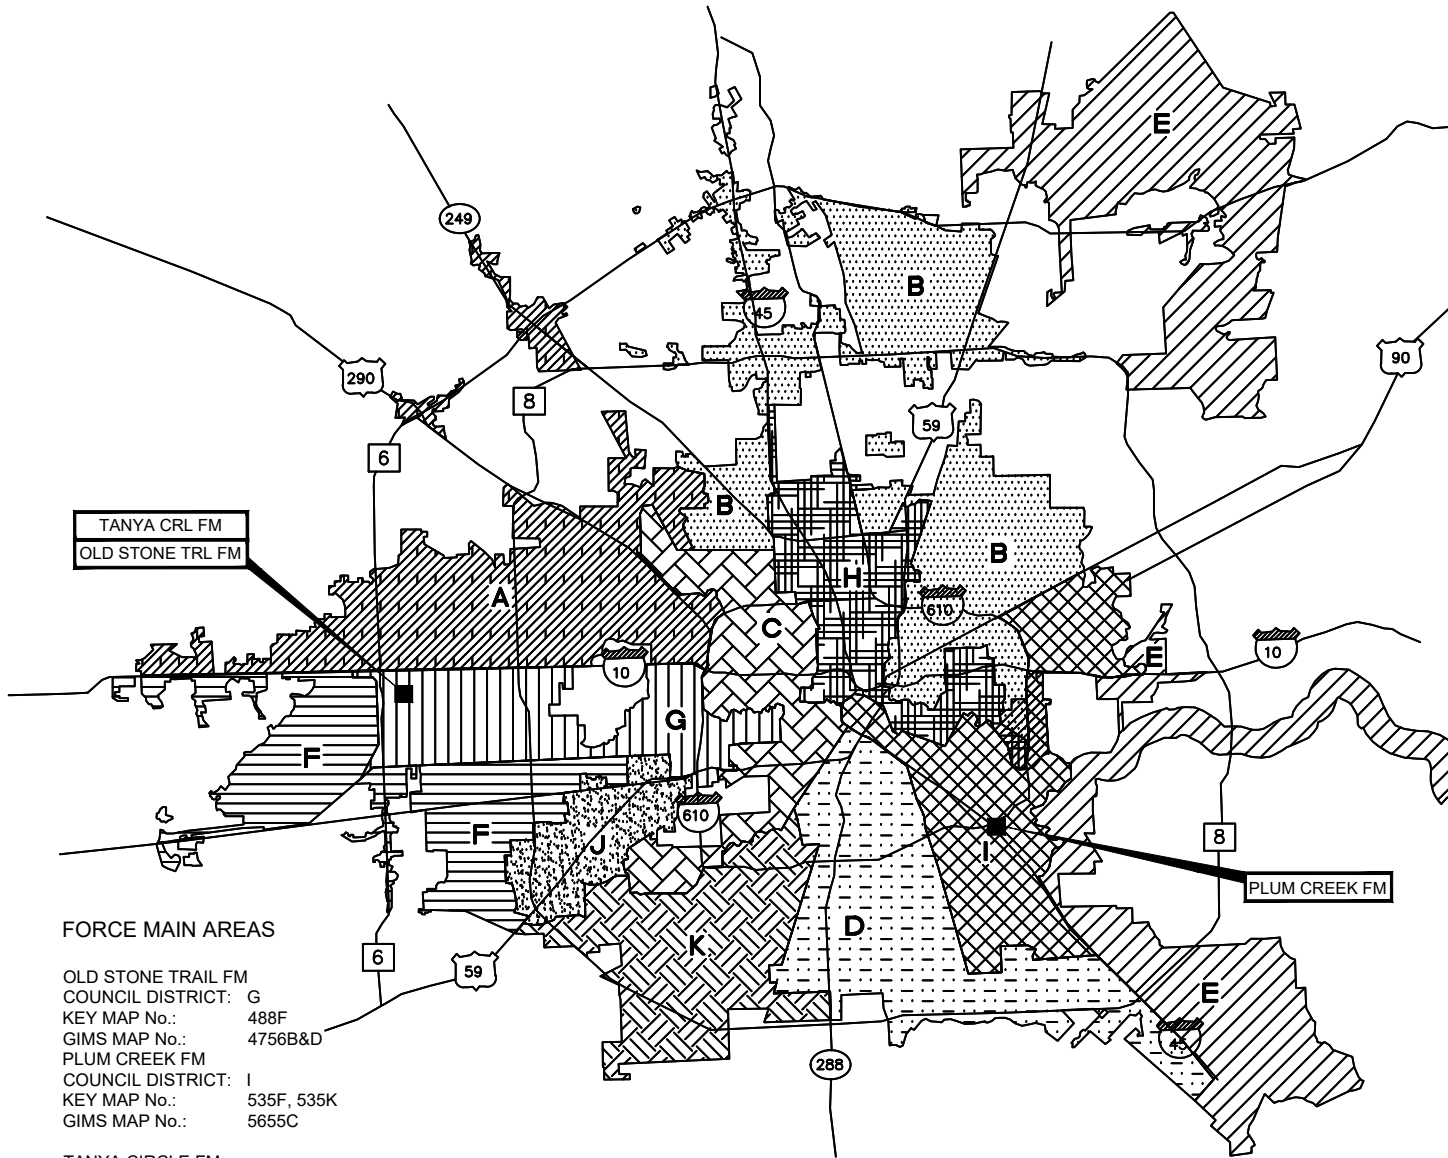 E
249
B
45
90
290
8
59
6
B
TANYA CRL FM
OLD STONE TRL FM
B
H
A
610
C
E
10
10
G
F
610
F
J
I
8
PLUM CREEK FM
FORCE MAIN AREAS
D
K
6
59
E
OLD STONE TRAIL FM
COUNCIL DISTRICT: G
KEY MAP No.: 488F
GIMS MAP No.: 4756B&D
PLUM CREEK FM
COUNCIL DISTRICT: I
KEY MAP No.: 535F, 535K
GIMS MAP No.: 5655C
45
288
TANYA CIRCLE FM